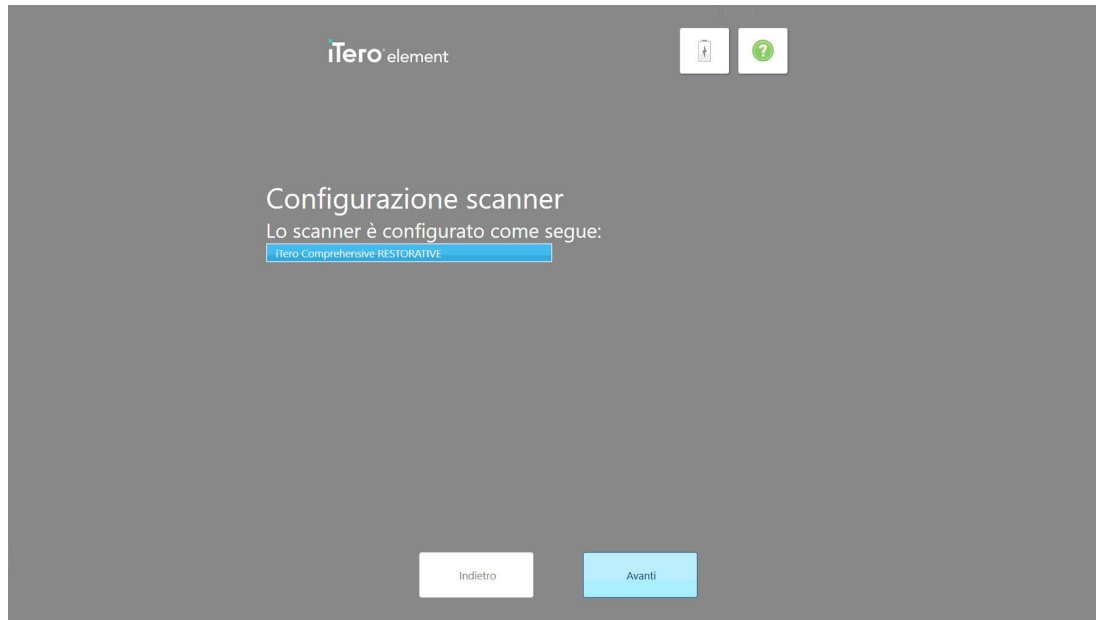 iTero element
?
Configurazione scanner
Lo scanner è configurato come segue:
iTero Comprehensive RESTORATIVE
Indietro
Avanti